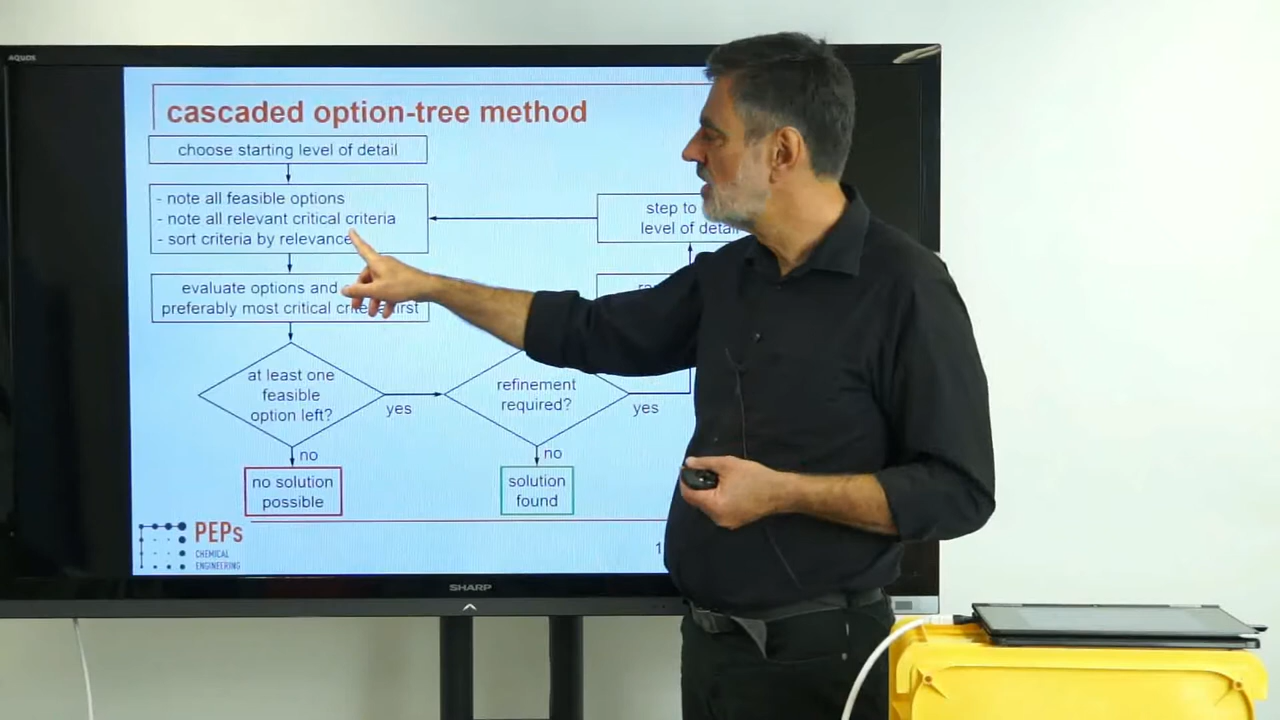 AQUOS
cascaded option-tree method
choose starting level of detail
- note all feasible options
- note all relevant critical criteria
- sort criteria by relevance
step to
level of detail
evaluate options and
preferably most critical first
at least one
feasible
option left?
yes
refinement
required?
yes
no
no
no solution
possible
solution
found
PEPs
CHEMICAL
ENGINEERING
SHARP